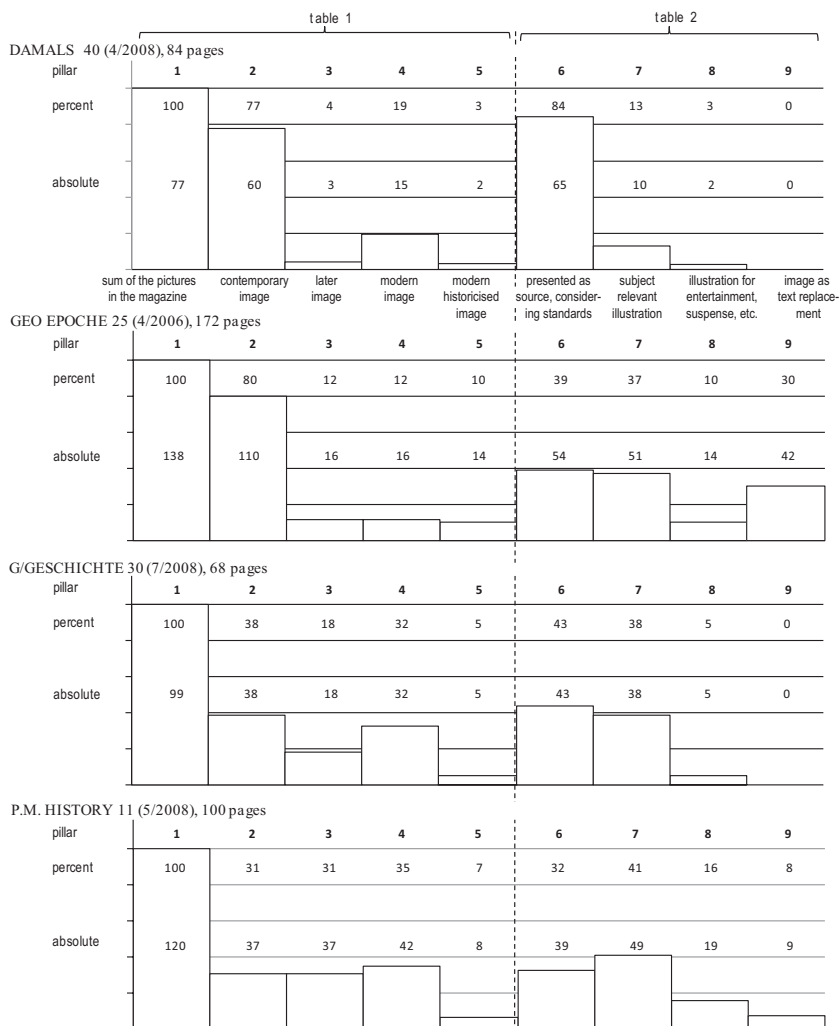 table 1 table 2
DAMALS 40 (4/2008), 84 pages
pillar 1 2 3 4 5 6 7 8 9
percent 100 77 4 19 3 84 13 3 0
absolute 77 60 3 15 2 65 10 2 0
sum of the pictures contemporary later modern modern presented as subject illustration for image as
in the magazine image image image historicised source, consider- relevant entertainment, text replace-
image ing standards illustration suspense, etc. ment
GEO EPOCHE 25 (4/2006), 172 pages
pillar 1 2 3 4 5 6 7 8 9
percent 100 80 12 12 10 39 37 10 30
absolute 138 110 16 16 14 54 51 14 42
G/GESCHICHTE 30 (7/2008), 68 pages
pillar 1 2 3 4 5 6 7 8 9
percent 100 38 18 32 5 43 38 5 0
absolute 99 38 18 32 5 43 38 5 0
P.M. HISTORY 11 (5/2008), 100 pages
pillar 1 2 3 4 5 6 7 8 9
percent 100 31 31 35 7 32 41 16 8
absolute 120 37 37 42 8 39 49 19 9